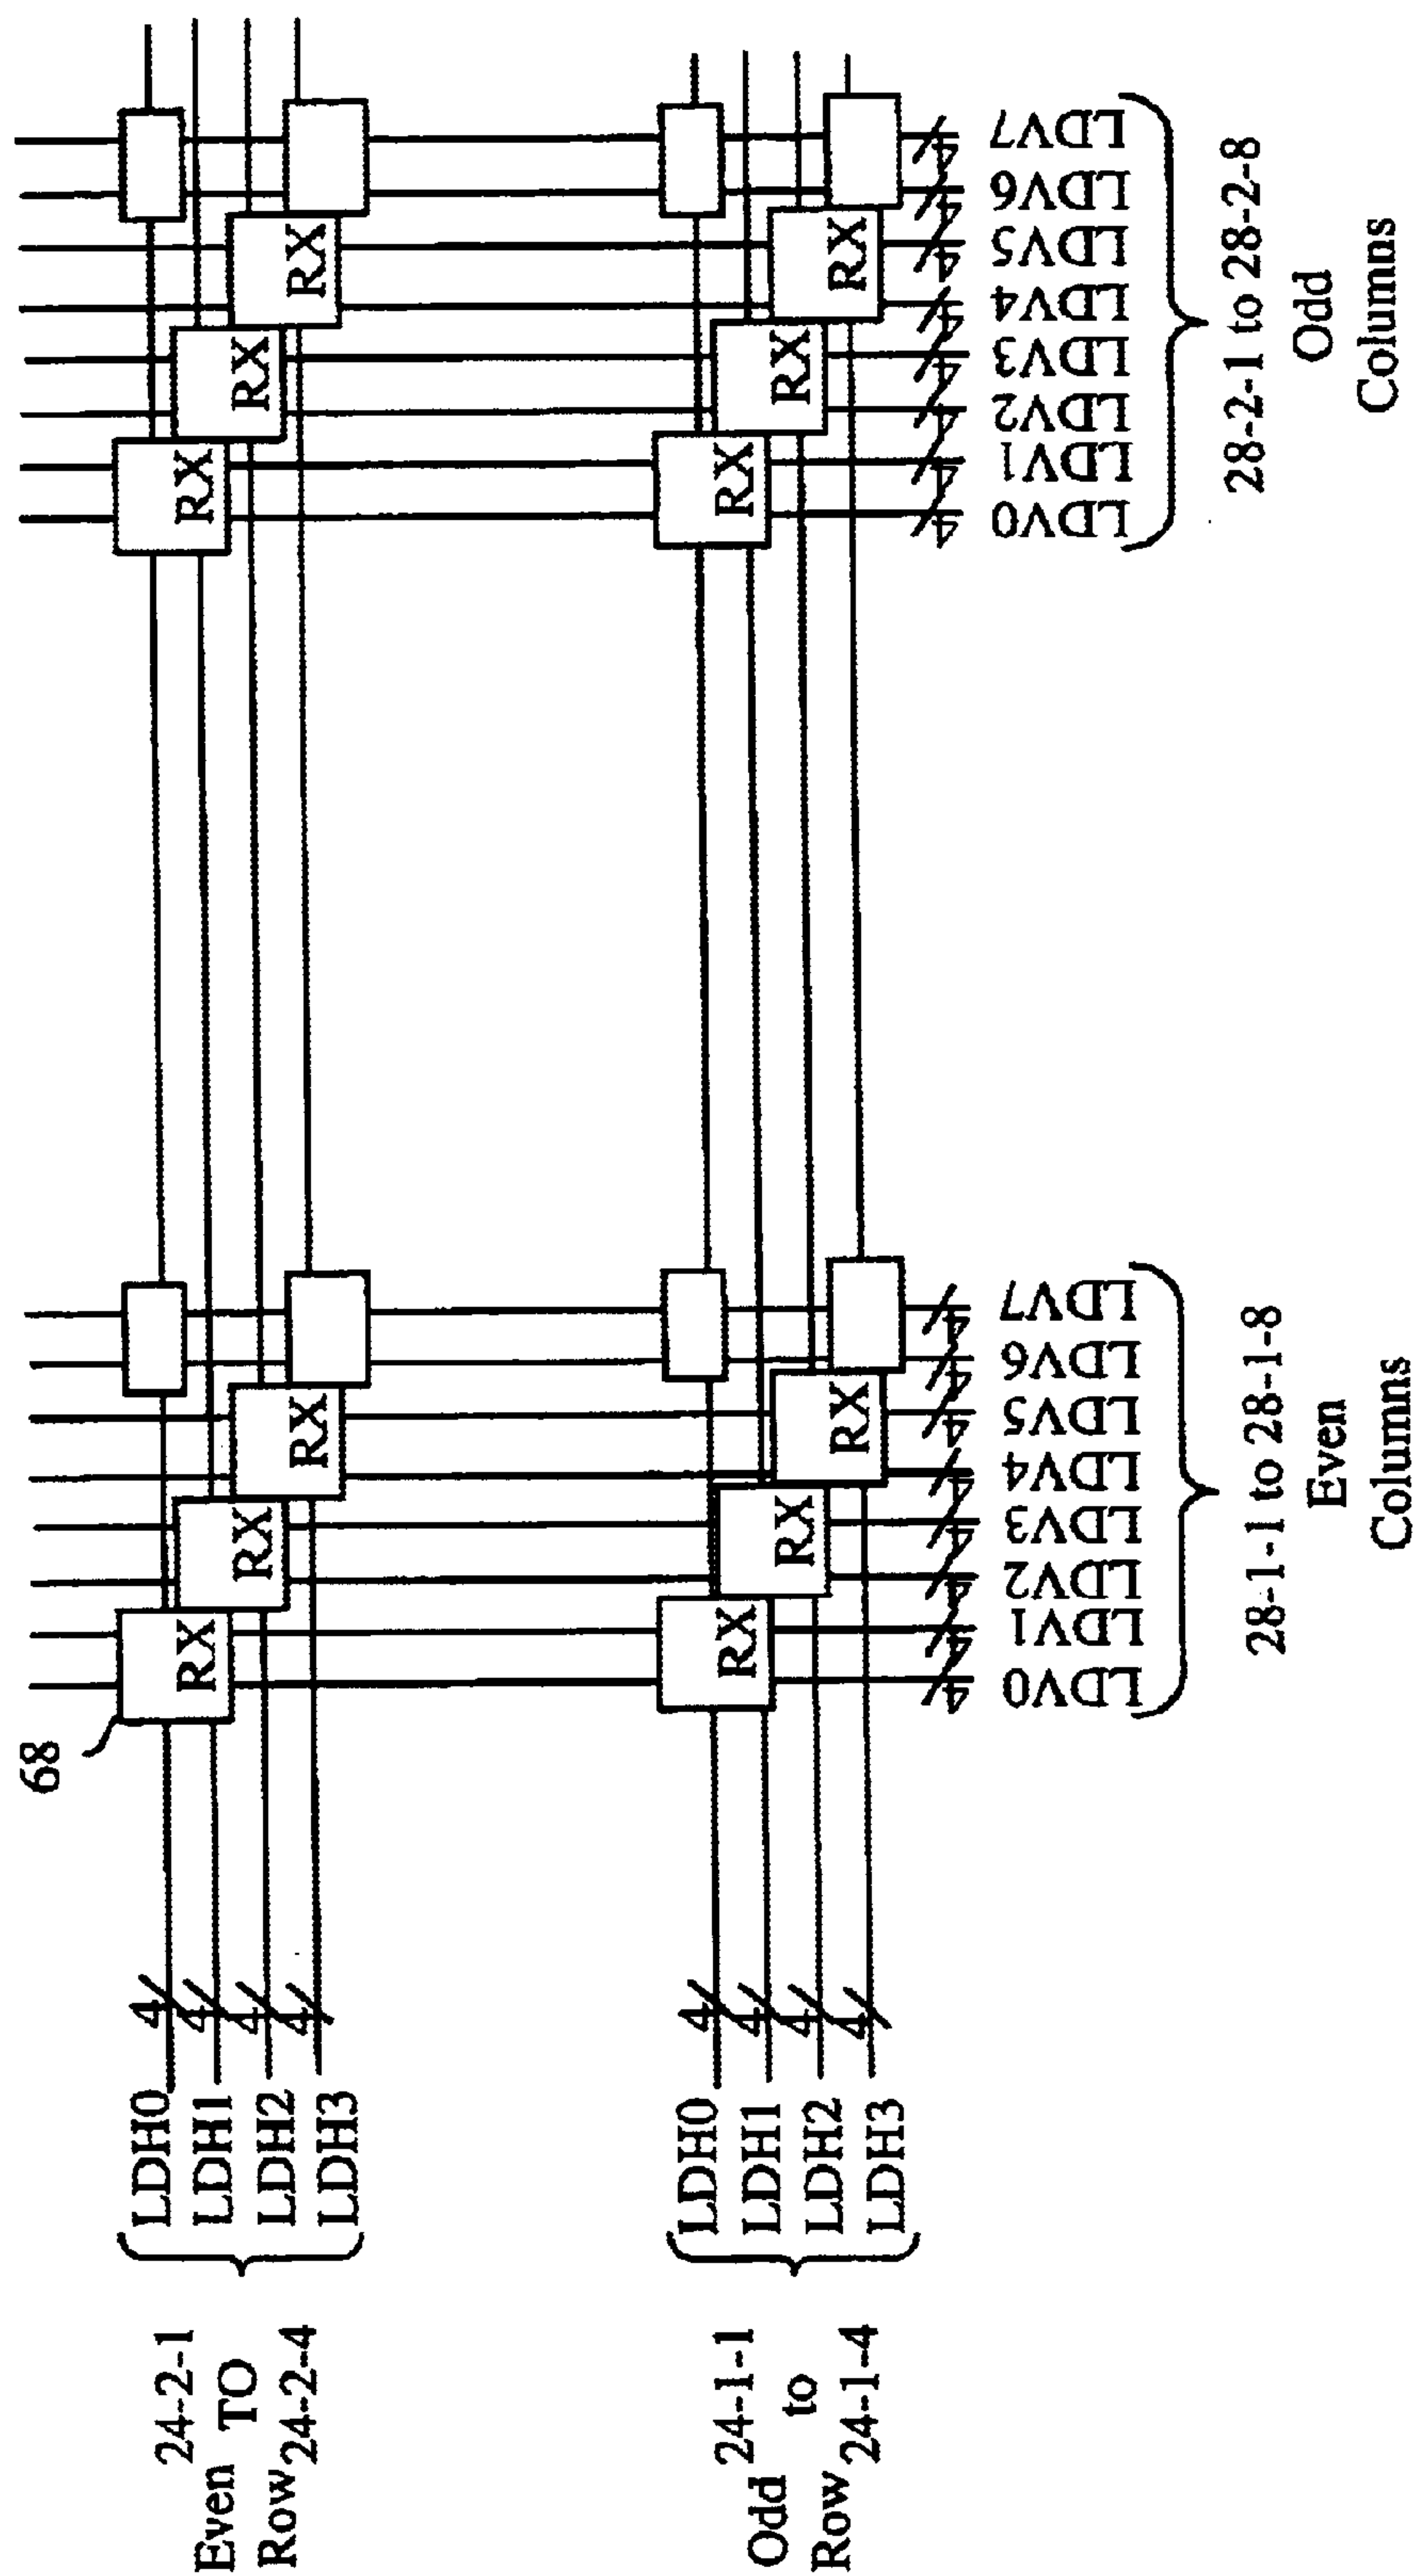 68
RX
RX
RX
RX
RX
RX
RX
RX
RX
RX
RX
RX
24-2-1
Even TO
Row 24-2-4
LDH0
LDH1
LDH2
LDH3
4
4
4
4
24-1-1
Odd to
Row 24-1-4
LDH0
LDH1
LDH2
LDH3
4
4
4
4
4
4
4
4
4
4
4
4
LDV0
LDV1
LDV2
LDV3
LDV4
LDV5
LDV6
LDV7
28-1-1 to 28-1-8
Even
Columns
4
4
4
4
4
4
4
4
LDV0
LDV1
LDV2
LDV3
LDV4
LDV5
LDV6
LDV7
28-2-1 to 28-2-8
Odd
Columns